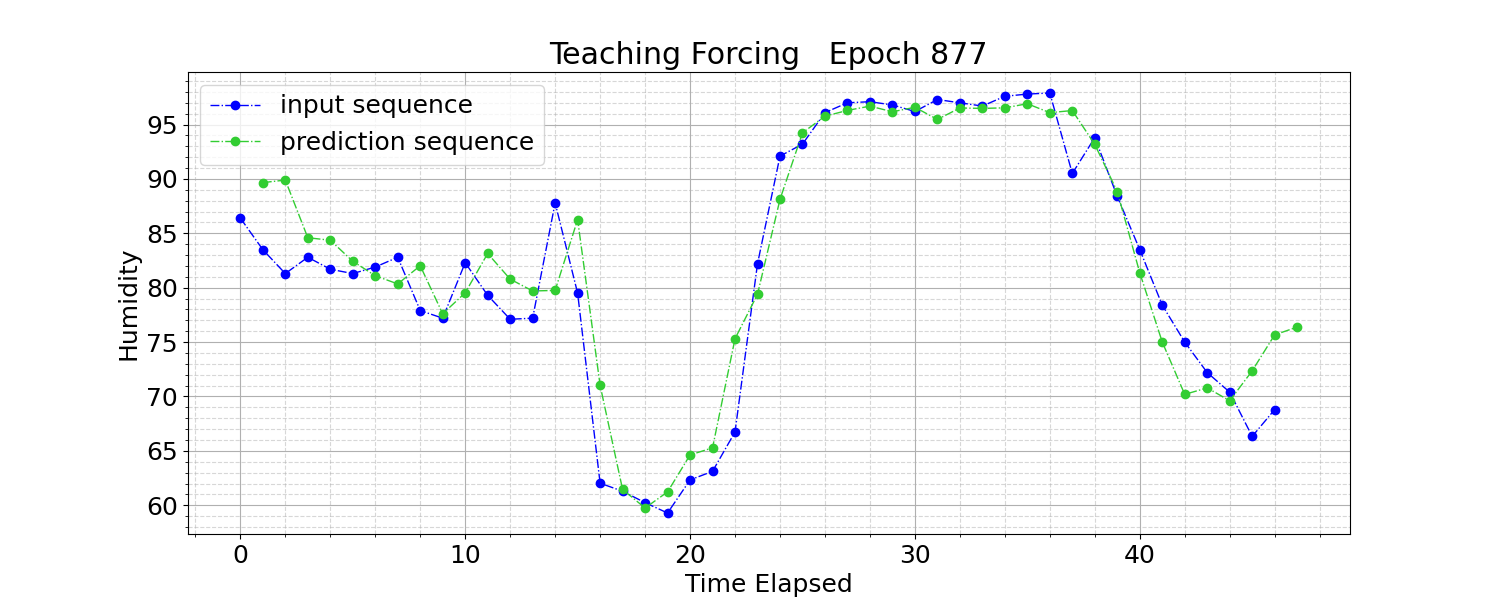 Teaching Forcing   Epoch 877
input sequence
prediction sequence
Humidity
95
90
85
80
75
70
65
60
0 10 20 30 40
Time Elapsed